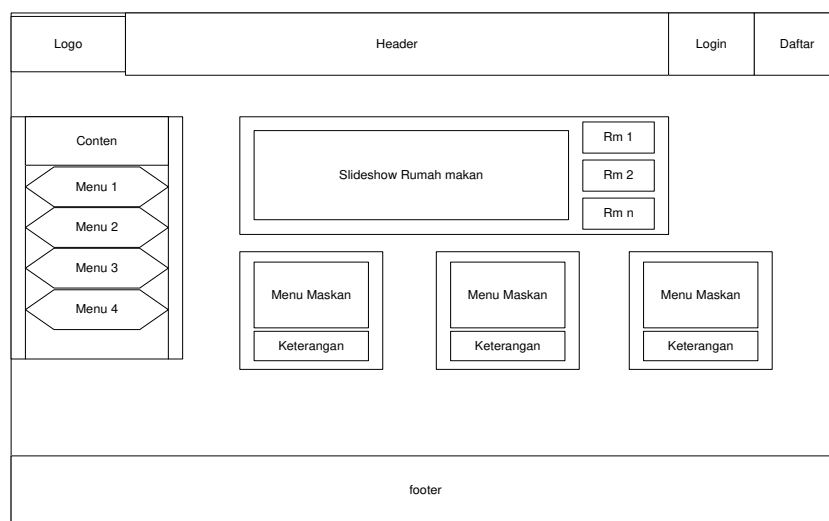 Logo
Header
Login
Daftar
Conten
Menu 1
Menu 2
Menu 3
Menu 4
Slideshow Rumah makan
Rm 1
Rm 2
Rm n
Menu Maskan
Keterangan
Menu Maskan
Keterangan
Menu Maskan
Keterangan
footer